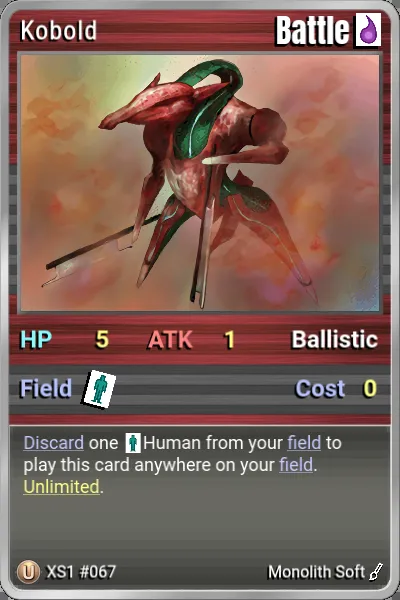 Kobold Battle
HP 5 ATK 1 Ballistic
Field Cost 0
Discard one Human from your field to
play this card anywhere on your field.
Unlimited.
U XS1 #067 Monolith Soft